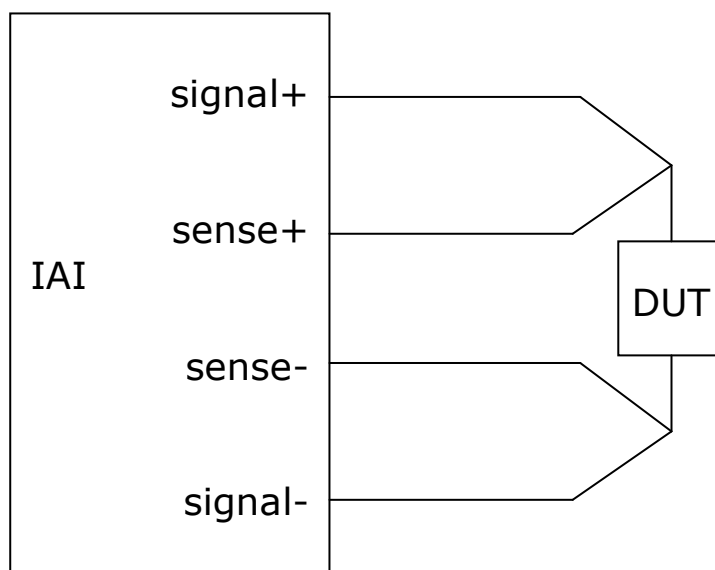 signal+
sense+
IAI
DUT
sense-
signal-